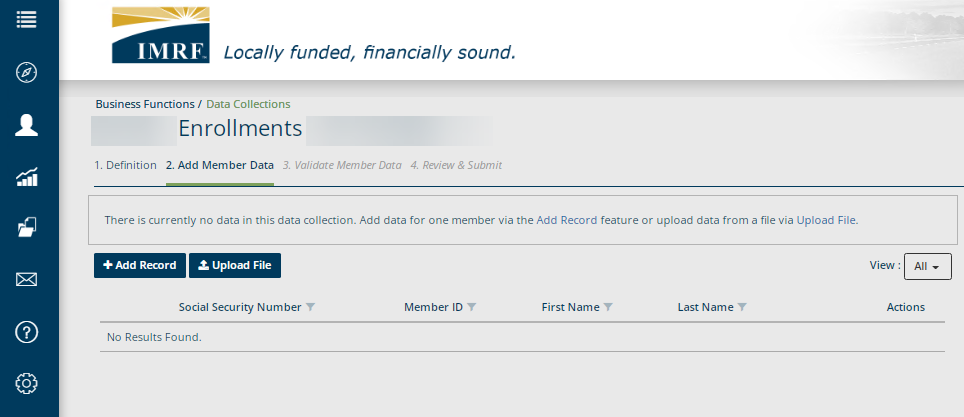 IMRF
Locally funded, financially sound.
Business Functions / Data Collections
Enrollments
1. Definition 2. Add Member Data 3. Validate Member Data 4. Review & Submit
There is currently no data in this data collection. Add data for one member via the Add Record feature or upload data from a file via Upload File.
Add Record Upload File View : All
Social Security Number Member ID First Name Last Name Actions
No Results Found.